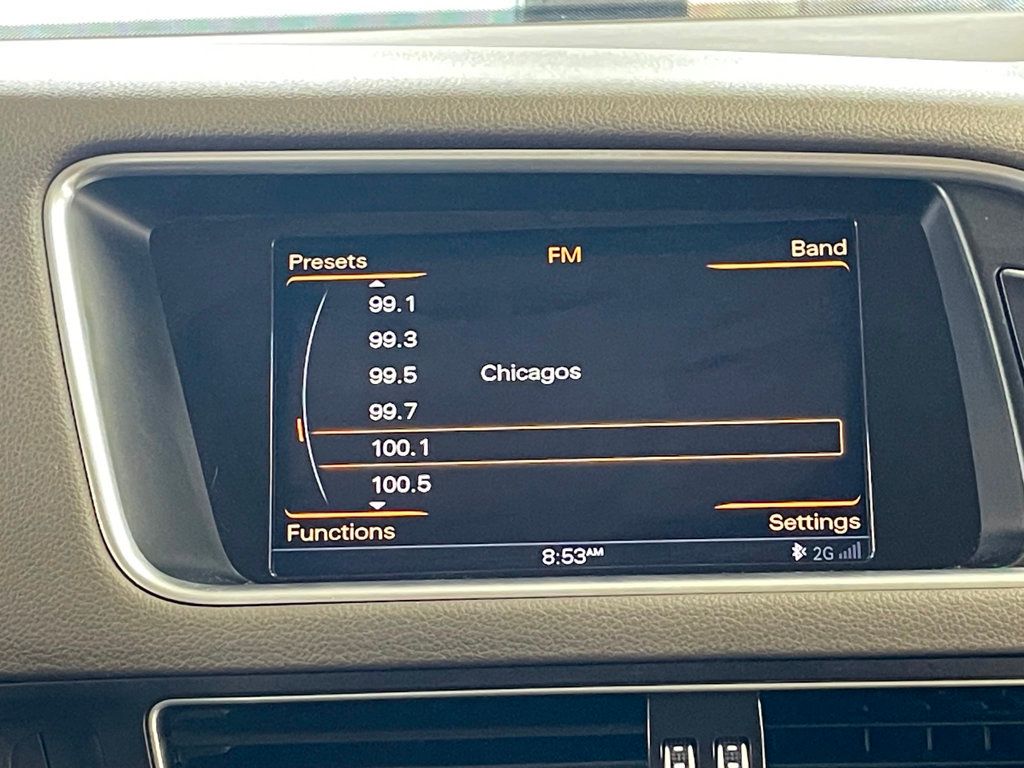 Presets FM Band
99.1
99.3
99.5 Chicagos
99.7
100.1
100.5
Functions Settings
8:53AM 2G